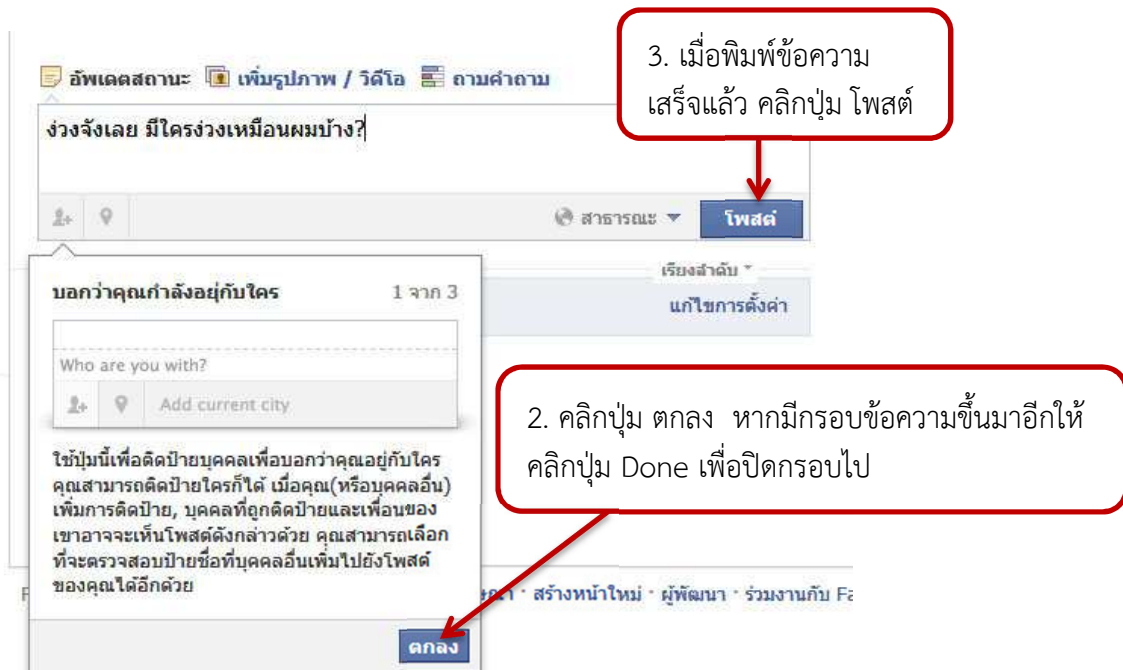 3. เมื่อพิมพ์ข้อความ
เสร็จแล้ว คลิกปุ่ม โพสต์
อัพเดตสถานะ เพิ่มรูปภาพ / วิดีโอ ถามคำถาม
ง่วงจังเลย มีใครง่วงเหมือนผมบ้าง?
สาธารณะ โพสต์
เรียงลำดับ
แก้ไขการตั้งค่า
บอกว่าคุณกำลังอยู่กับใคร 1 จาก 3
Who are you with?
Add current city
2. คลิกปุ่ม ตกลง หากมีกรอบข้อความขึ้นมาอีกให้
คลิกปุ่ม Done เพื่อปิดกรอบไป
ใช้ปุ่มนี้เพื่อติดป้ายบุคคลเพื่อบอกว่าคุณอยู่กับใคร
คุณสามารถติดป้ายใครก็ได้ เมื่อคุณ(หรือบุคคลอื่น)
เพิ่มการติดป้าย, บุคคลที่ถูกติดป้ายและเพื่อนของ
เขาอาจจะเห็นโพสต์ดังกล่าวด้วย คุณสามารถเลือก
ที่จะตรวจสอบป้ายชื่อที่บุคคลอื่นเพิ่มไปยังโพสต์
ของคุณได้อีกด้วย
· สร้างหน้าใหม่ · ผู้พัฒนา · ร่วมงานกับ Fa
ตกลง